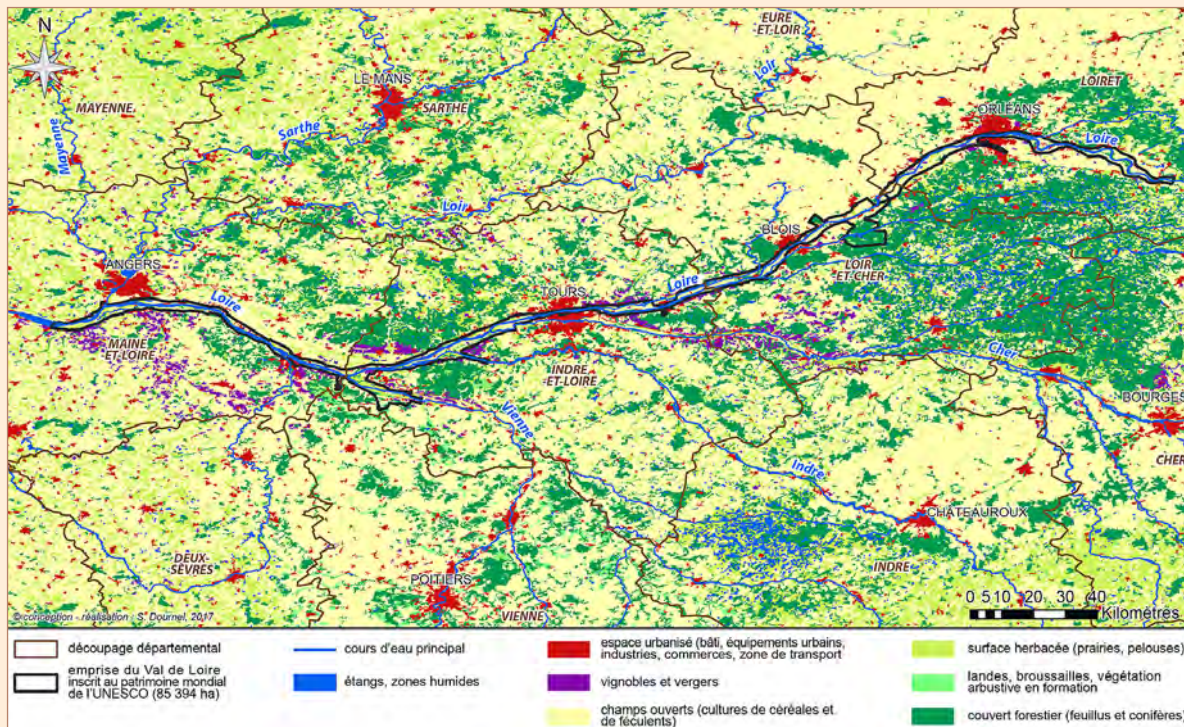 N
EURE
ET-LOIR
LOIRET
MAYENNE
LE MANS
SARTHE
Loir
ORLÉANS
Loire
Mayenne
Sarthe
Loir
BLOIS
LOIR
ET-CHER
ANGERS
Loire
TOURS
Loire
MAINE
ET-LOIRE
INDRE
-ET-LOIRE
Cher
BOURGES
Vienne
CHER
Indre
CHÂTEAUROUX
DEUX-
SÈVRES
INDRE
POITIERS
VIENNE
0 5 10 20 30 40
Kilomètres
© conception - réalisation : S. Dournel, 2017
découpage départemental
emprise du Val de Loire
inscrit au patrimoine mondial
de l'UNESCO (85 394 ha)
cours d'eau principal
étangs, zones humides
espace urbanisé (bâti, équipements urbains,
industries, commerces, zone de transport
vignobles et vergers
champs ouverts (cultures de céréales et
de féculents)
surface herbacée (prairies, pelouses)
landes, broussailles, végétation
arbustive en formation
couvert forestier (feuillus et conifères)